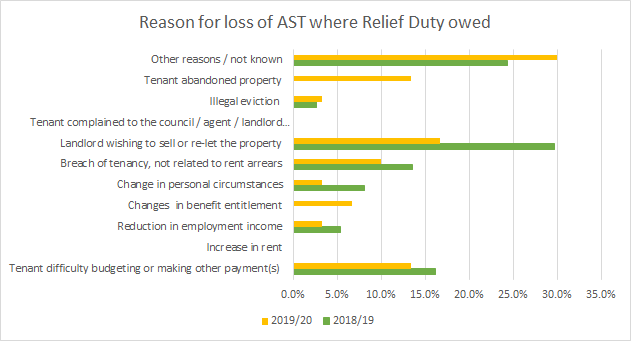 Reason for loss of AST where Relief Duty owed
Other reasons / not known
Tenant abandoned property
Illegal eviction
Tenant complained to the council / agent / landlord...
Landlord wishing to sell or re-let the property
Breach of tenancy, not related to rent arrears
Change in personal circumstances
Changes in benefit entitlement
Reduction in employment income
Increase in rent
Tenant difficulty budgeting or making other payment(s)
0.0% 5.0% 10.0% 15.0% 20.0% 25.0% 30.0% 35.0%
2019/20 2018/19